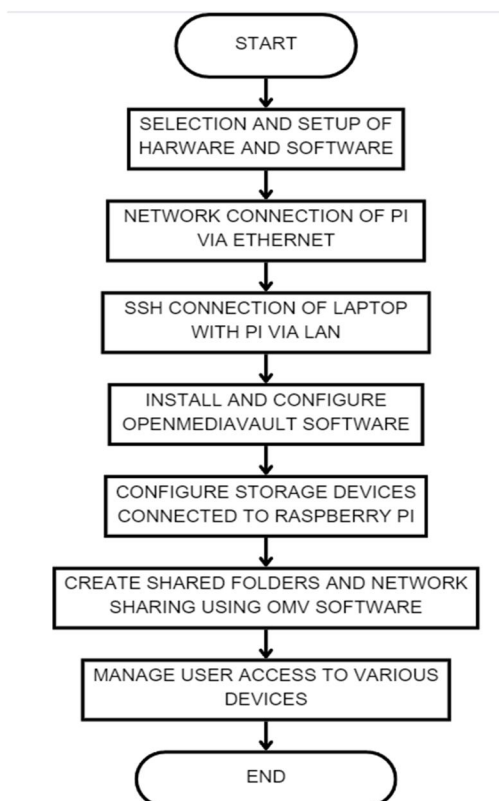 START
SELECTION AND SETUP OF
HARWARE AND SOFTWARE
NETWORK CONNECTION OF PI
VIA ETHERNET
SSH CONNECTION OF LAPTOP
WITH PI VIA LAN
INSTALL AND CONFIGURE
OPENMEDIAVAULT SOFTWARE
CONFIGURE STORAGE DEVICES
CONNECTED TO RASPBERRY PI
CREATE SHARED FOLDERS AND NETWORK
SHARING USING OMV SOFTWARE
MANAGE USER ACCESS TO VARIOUS
DEVICES
END